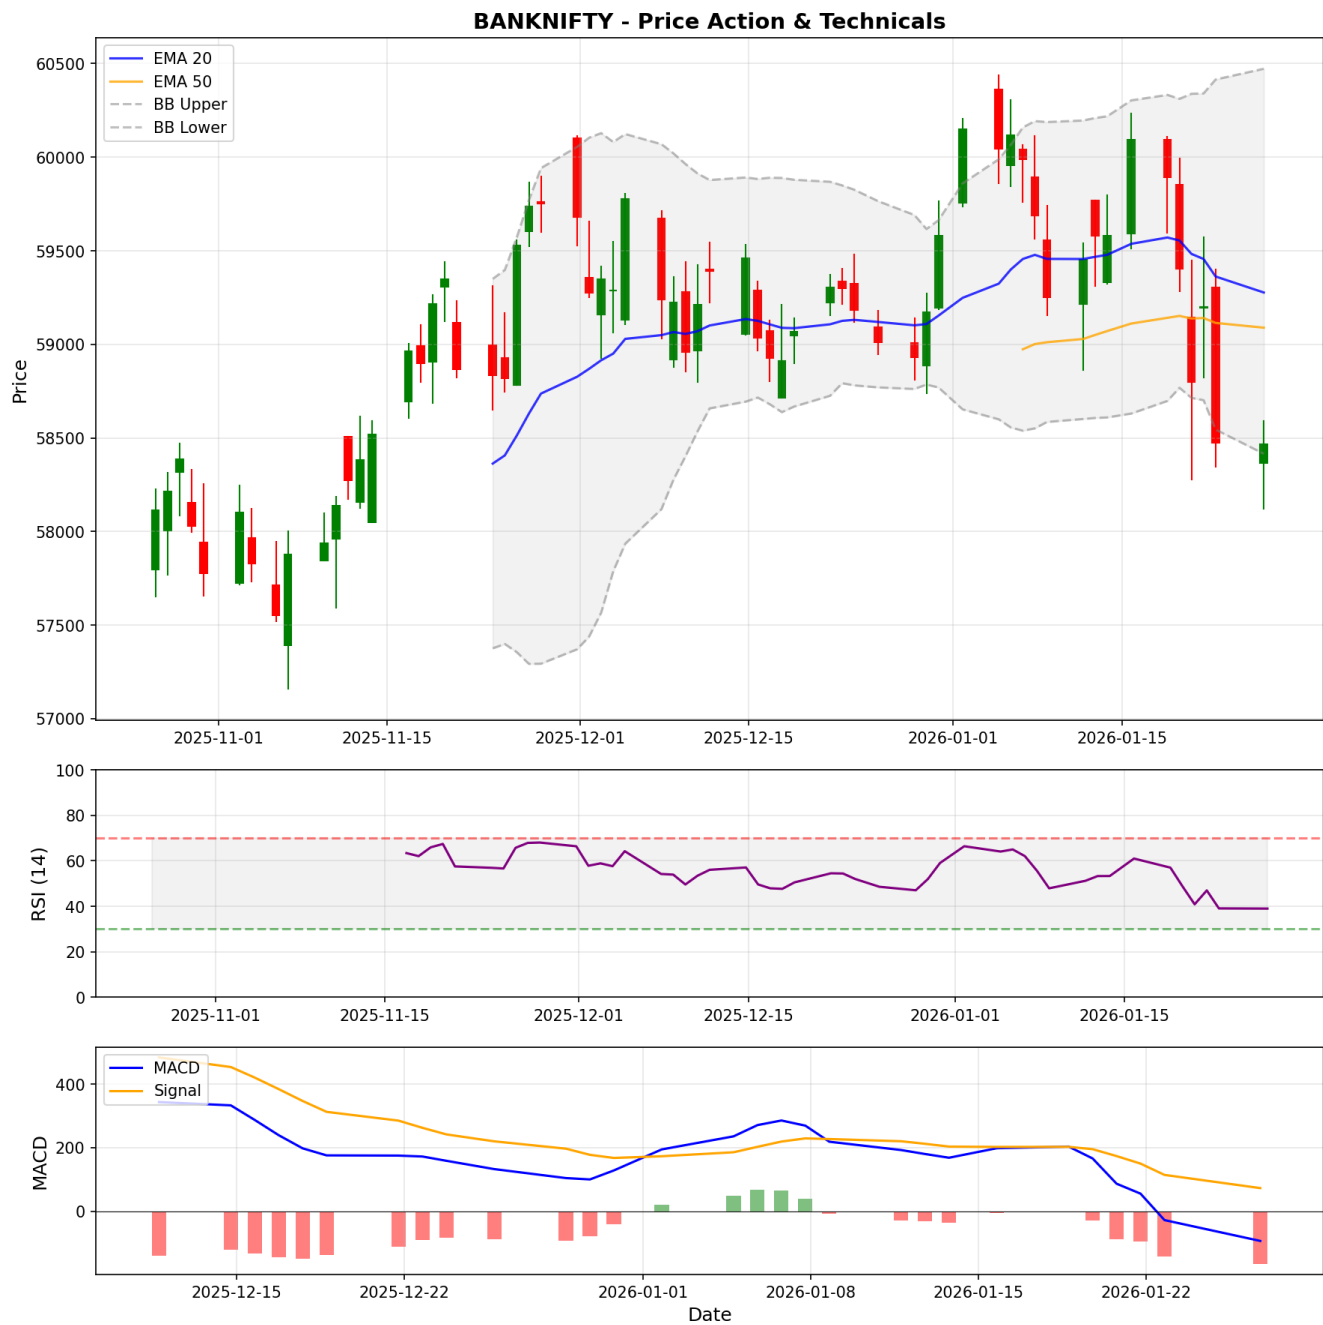 BANKNIFTY - Price Action & Technicals
EMA 20
EMA 50
BB Upper
BB Lower
Price
60500
60000
59500
59000
58500
58000
57500
57000
2025-11-01 2025-11-15 2025-12-01 2025-12-15 2026-01-01 2026-01-15
RSI (14)
100
80
60
40
20
0
2025-11-01 2025-11-15 2025-12-01 2025-12-15 2026-01-01 2026-01-15
MACD
Signal
MACD
400
200
0
2025-12-15 2025-12-22 2026-01-01 2026-01-08 2026-01-15 2026-01-22
Date